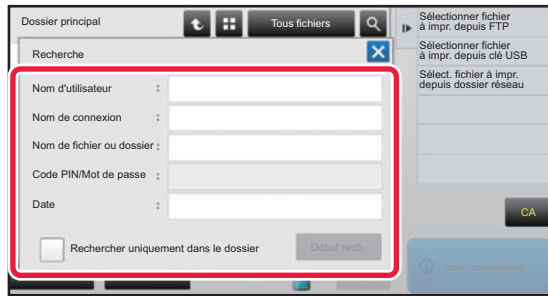 Dossier principal
Tous fichiers
Sélectionner fichier
à impr. depuis FTP
Sélectionner fichier
à impr. depuis clé USB
Sélect. fichier à impr.
depuis dossier réseau
Recherche
Nom d'utilisateur :
Nom de connexion :
Nom de fichier ou dossier :
Code PIN/Mot de passe :
Date :
Rechercher uniquement dans le dossier
Début rech.
CA
Impr. maintenant